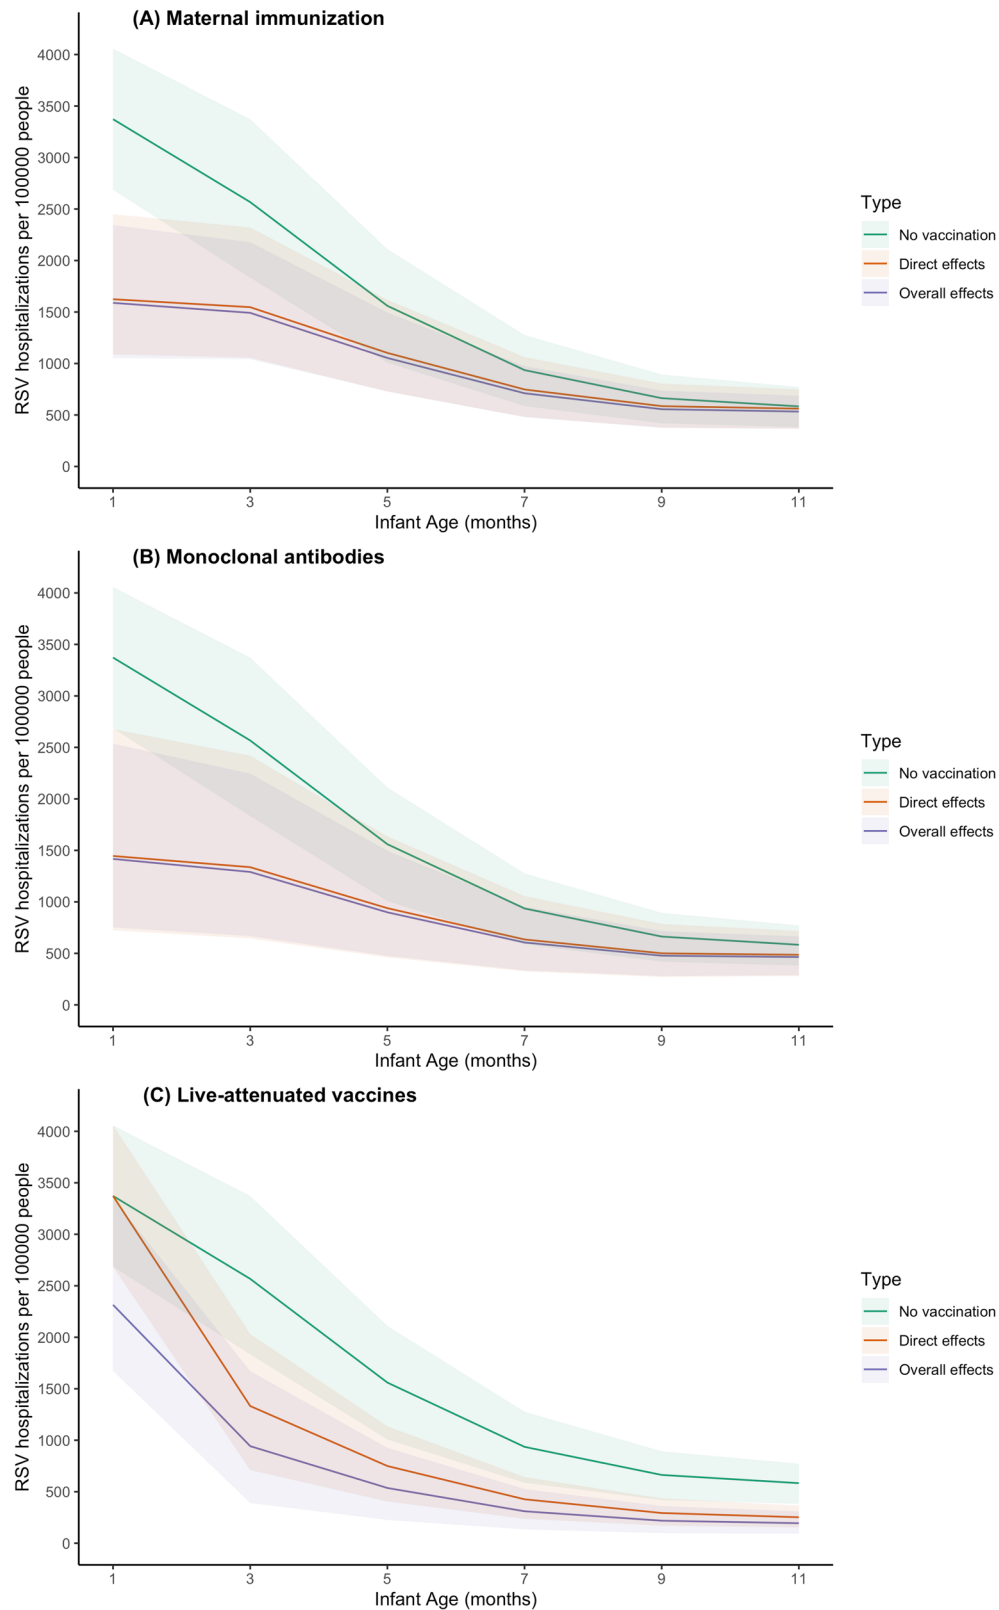 (A) Maternal immunization
RSV hospitalizations per 100000 people
4000
3500
3000
2500
2000
1500
1000
500
0
1 3 5 7 9 11
Infant Age (months)
Type
No vaccination
Direct effects
Overall effects
(B) Monoclonal antibodies
RSV hospitalizations per 100000 people
4000
3500
3000
2500
2000
1500
1000
500
0
1 3 5 7 9 11
Infant Age (months)
Type
No vaccination
Direct effects
Overall effects
(C) Live-attenuated vaccines
RSV hospitalizations per 100000 people
4000
3500
3000
2500
2000
1500
1000
500
0
1 3 5 7 9 11
Infant Age (months)
Type
No vaccination
Direct effects
Overall effects